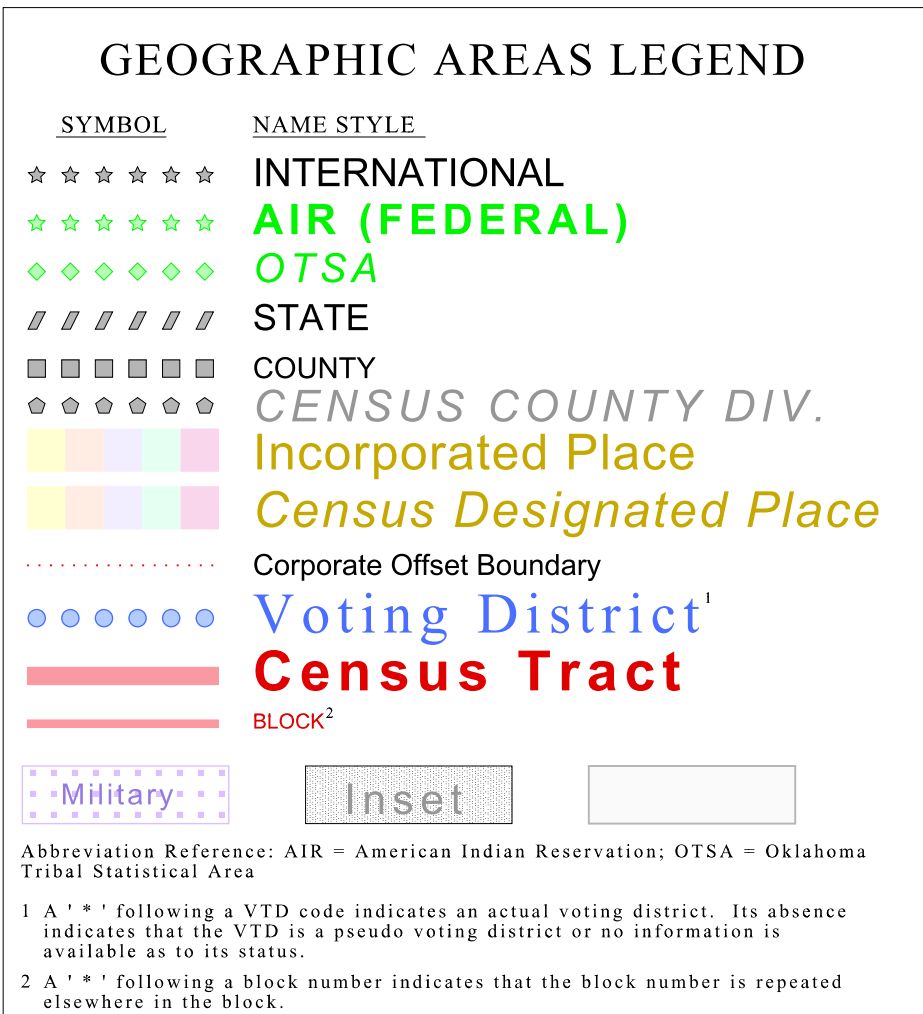 GEOGRAPHIC AREAS LEGEND
SYMBOL NAME STYLE
INTERNATIONAL
AIR (FEDERAL)
OTSA
STATE
COUNTY
CENSUS COUNTY DIV.
Incorporated Place
Census Designated Place
Corporate Offset Boundary
Voting District¹
Census Tract
BLOCK²
Military Inset
Abbreviation Reference: AIR = American Indian Reservation; OTSA = Oklahoma
Tribal Statistical Area
1 A ' * ' following a VTD code indicates an actual voting district. Its absence
indicates that the VTD is a pseudo voting district or no information is
available as to its status.
2 A ' * ' following a block number indicates that the block number is repeated
elsewhere in the block.